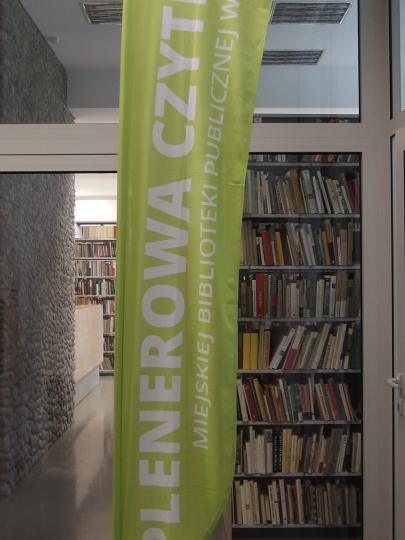 PLENEROWA CZYT
MIEJSKIEJ BIBLIOTEKI PUBLICZNEJ W